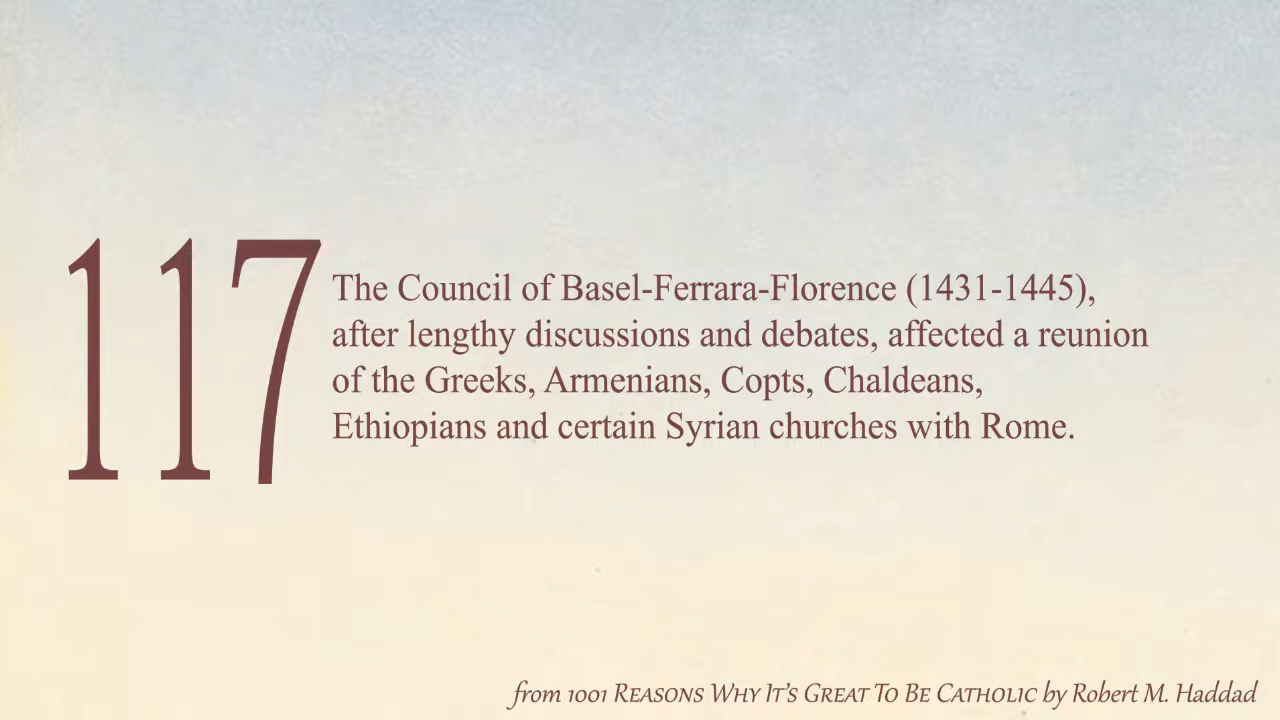 117
The Council of Basel-Ferrara-Florence (1431-1445),
after lengthy discussions and debates, affected a reunion
of the Greeks, Armenians, Copts, Chaldeans,
Ethiopians and certain Syrian churches with Rome.
from 1001 Reasons Why It's Great To Be Catholic by Robert M. Haddad